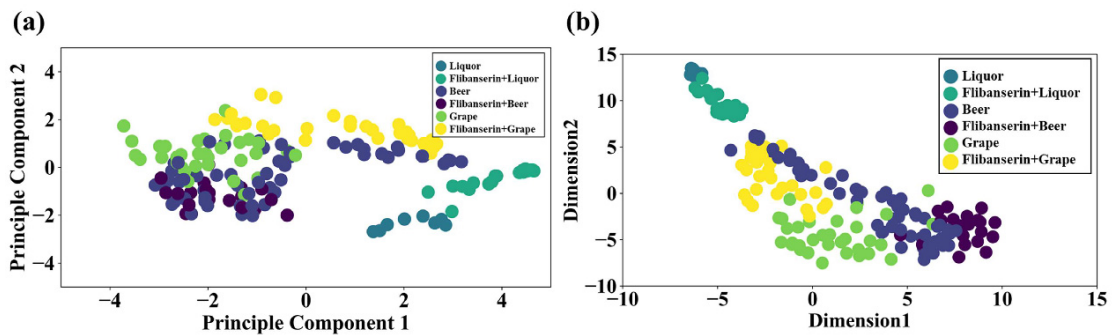 (a)
Principle Component 2
4
2
0
−2
−4
−4
−2
0
2
4
Principle Component 1
Liquor
Flibanserin+Liquor
Beer
Flibanserin+Beer
Grape
Flibanserin+Grape
(b)
Dimension2
15
10
5
0
−5
−10
−10
−5
0
5
10
15
Dimension1
Liquor
Flibanserin+Liquor
Beer
Flibanserin+Beer
Grape
Flibanserin+Grape